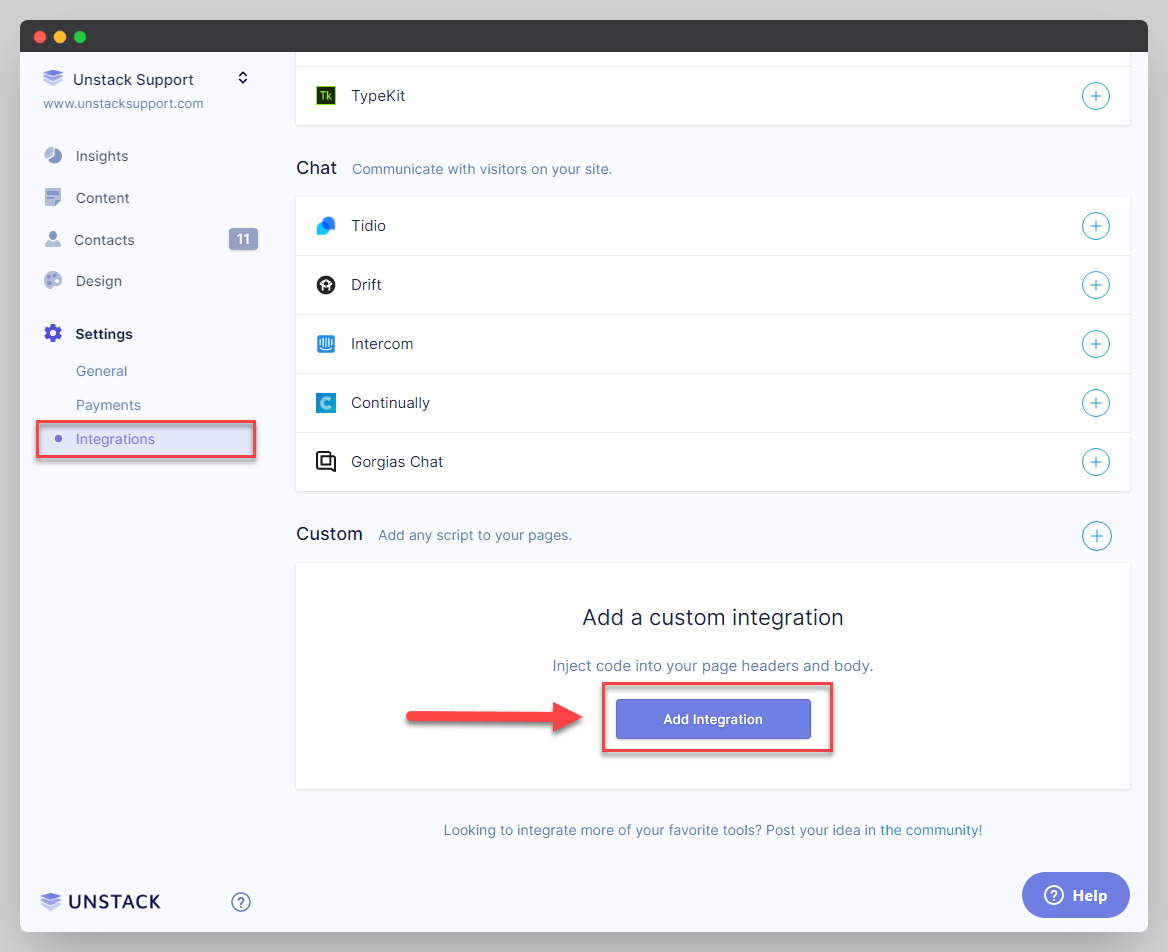 Unstack Support
www.unstacksupport.com
Insights
Content
Contacts 11
Design
Settings
General
Payments
Integrations
UNSTACK ?
Tk TypeKit
Chat Communicate with visitors on your site.
Tidio
Drift
Intercom
Continually
Gorgias Chat
Custom Add any script to your pages.
Add a custom integration
Inject code into your page headers and body.
Add Integration
Looking to integrate more of your favorite tools? Post your idea in the community!
? Help